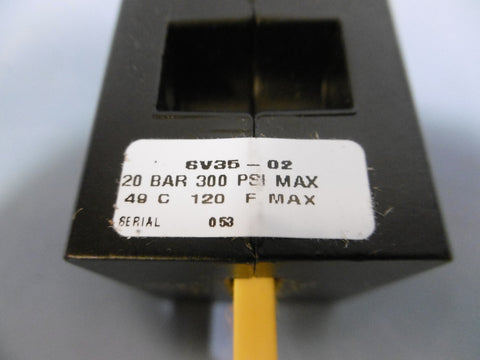 6V35-02
20 BAR 300 PSI MAX
49 C 120 F MAX
SERIAL 053